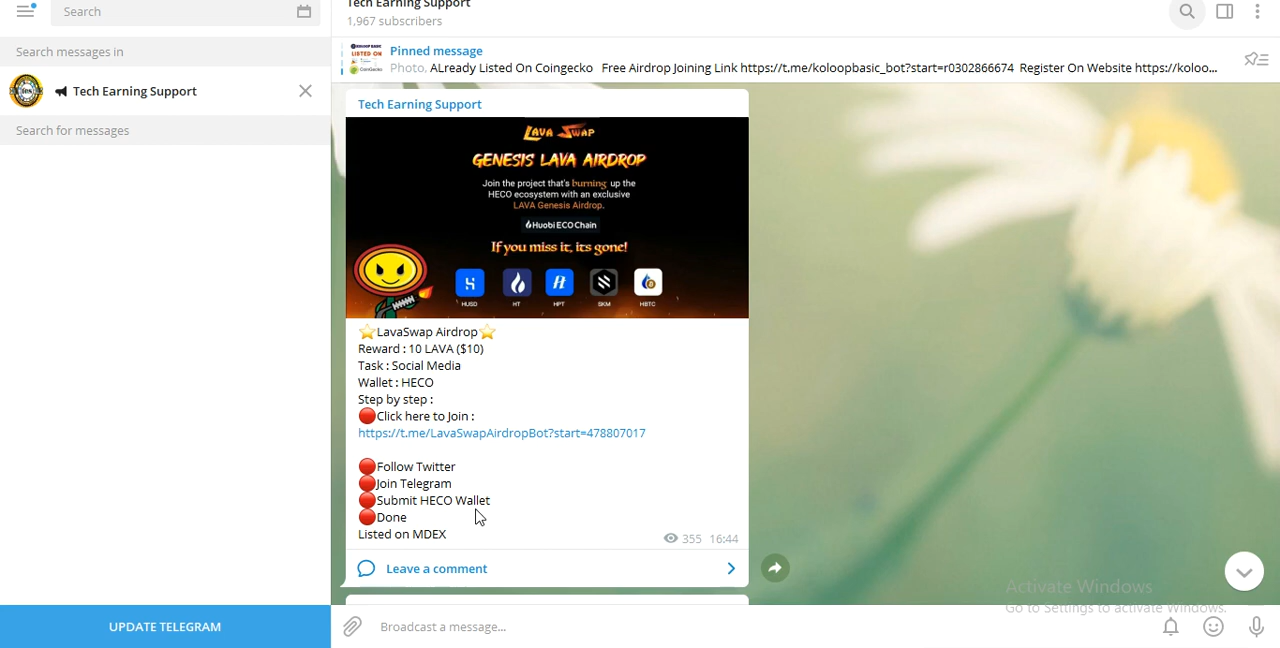 Tech Earning Support
1,967 subscribers
Search
Search messages in
Tech Earning Support
Search for messages
Pinned message
Photo, ALready Listed On Coingecko Free Airdrop Joining Link https://t.me/koloopbasic_bot?start=r0302866674 Register On Website https://koloo...
Tech Earning Support
LAVA SWAP
GENESIS LAVA AIRDROP
Join the project that's burning up the
HECO ecosystem with an exclusive
LAVA Genesis Airdrop.
Huobi ECO Chain
If you miss it, its gone!
HUSD HT HPT SKM HBTC
⭐LavaSwap Airdrop⭐
Reward : 10 LAVA ($10)
Task : Social Media
Wallet : HECO
Step by step :
🔴Click here to Join :
https://t.me/LavaSwapAirdropBot?start=478807017
🔴Follow Twitter
🔴Join Telegram
🔴Submit HECO Wallet
🔴Done
Listed on MDEX
355 16:44
Leave a comment
Activate Windows
Go to Settings to activate Windows.
UPDATE TELEGRAM
Broadcast a message...